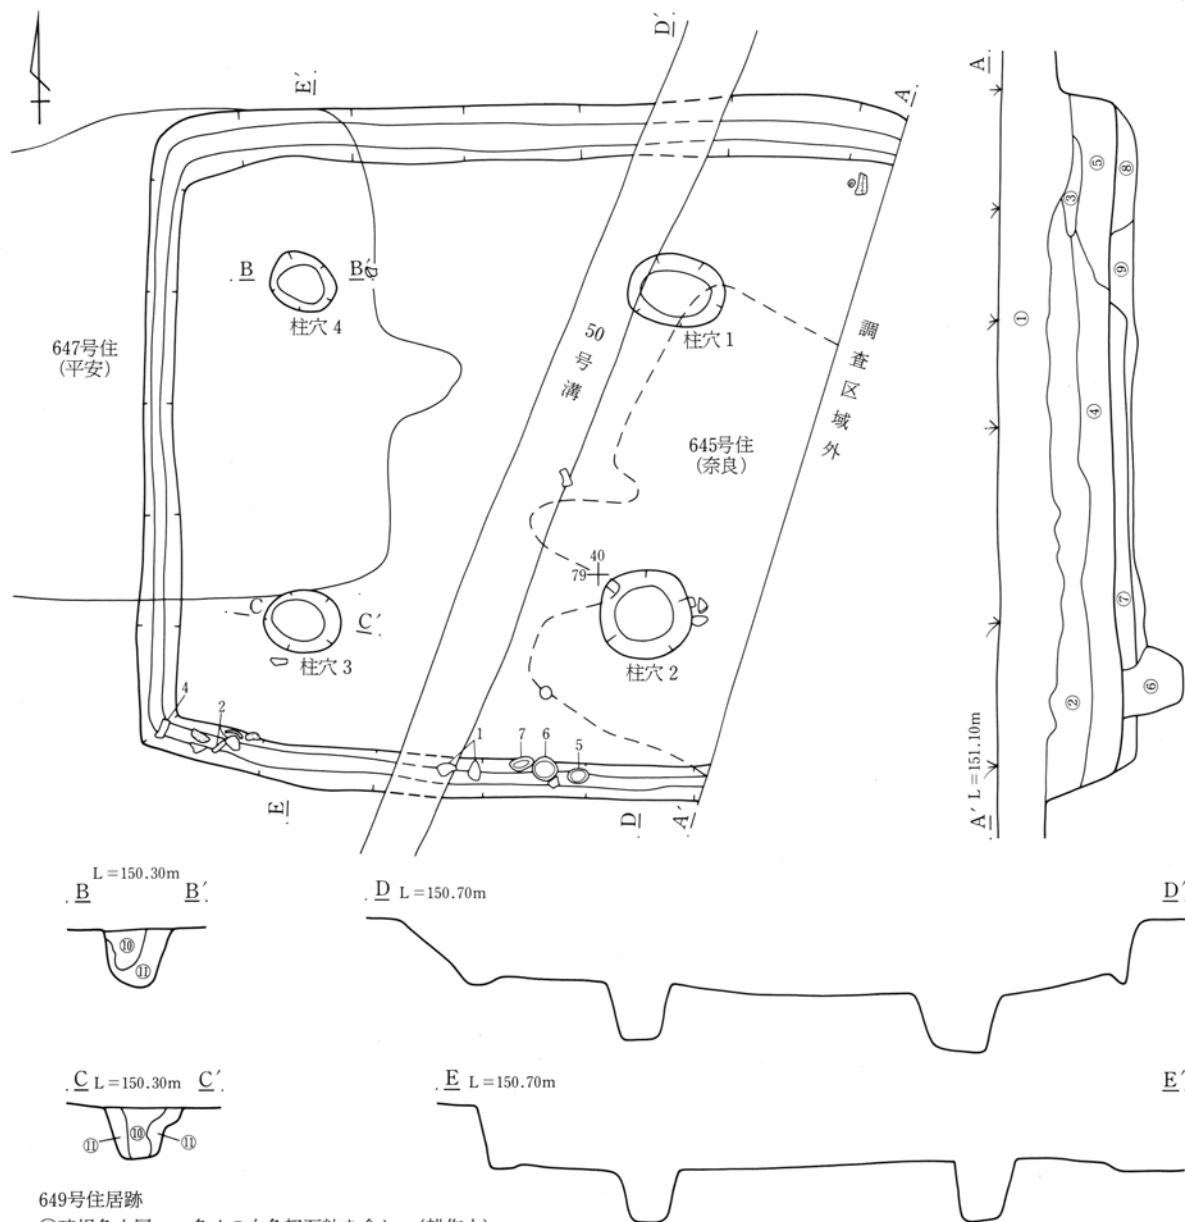 D′
E′
A
A
B
B′
柱穴 4
柱穴 1
647号住
(平安)
50号溝
調査区域外
645号住
(奈良)
40
79
C
C′
柱穴 3
柱穴 2
4
2
1
7
6
5
E
D
A′
A′ L=151.10m
①
②
③
④
⑤
⑥
⑦
⑧
⑨
L=150.30m
B
B′
⑩
⑪
D L=150.70m
D′
C L=150.30m C′
⑪
⑩
⑪
E L=150.70m
E′
649号住居跡